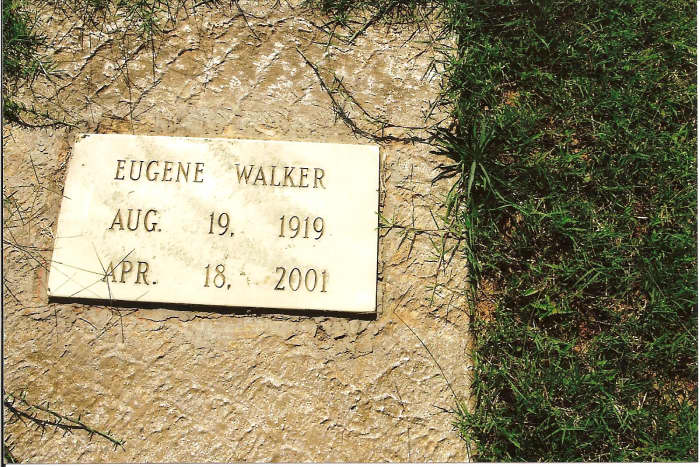 EUGENE WALKER
AUG. 19, 1919
APR. 18, 2001